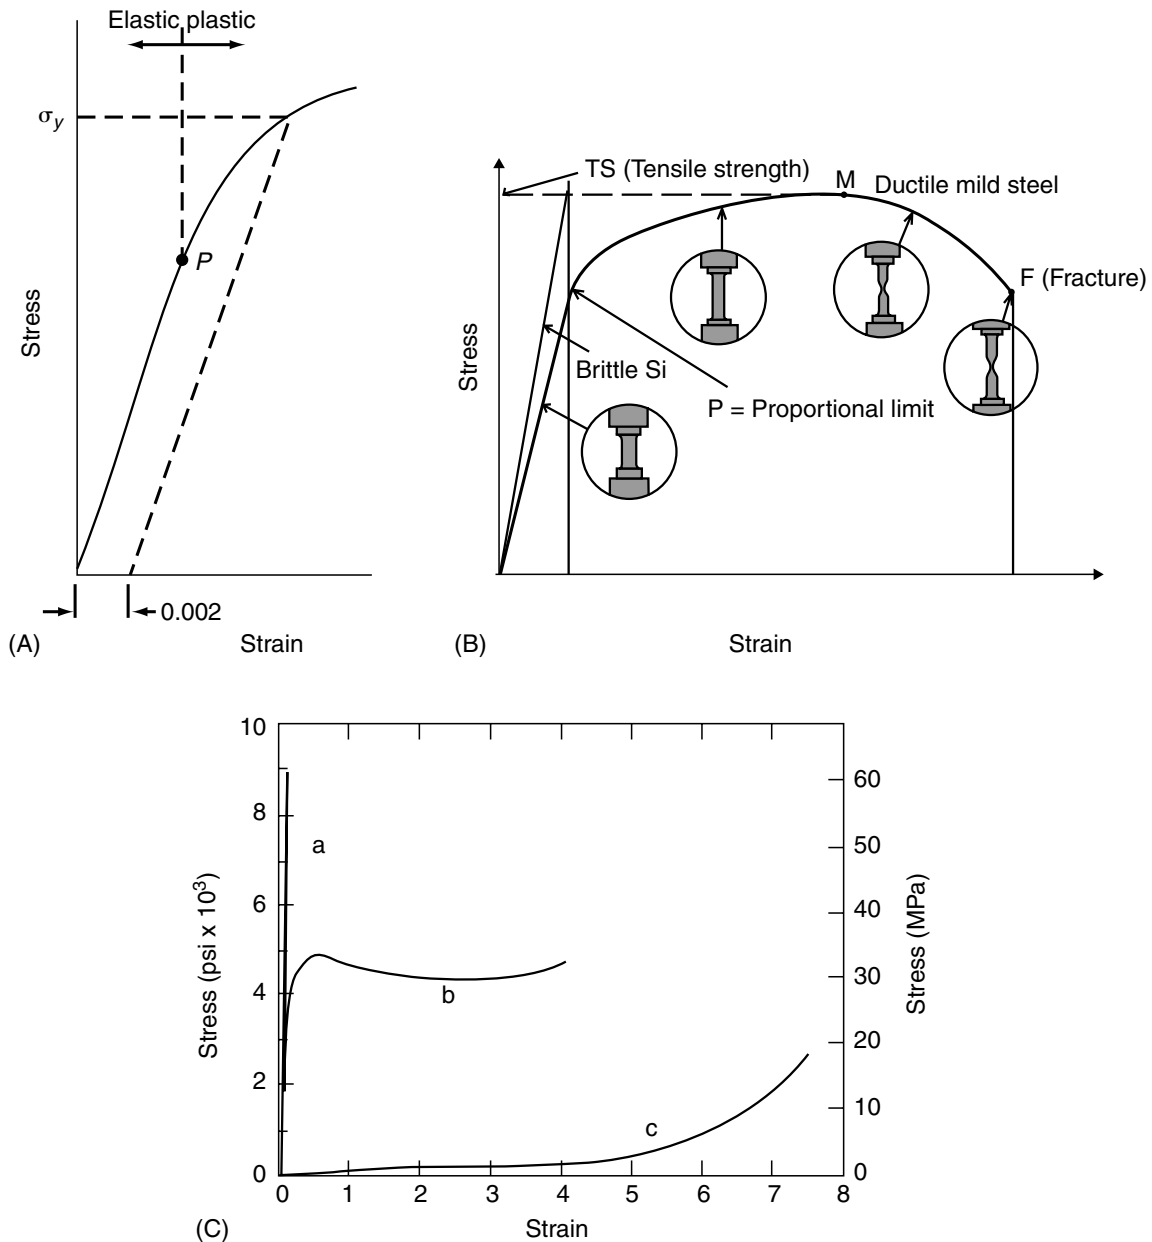 Elastic plastic
σy
P
Stress
0.002
(A)
Strain
TS (Tensile strength)
M
Ductile mild steel
F (Fracture)
Stress
Brittle Si
P = Proportional limit
(B)
Strain
10
8
6
4
2
0
Stress (psi x 10³)
a
b
c
60
50
40
30
20
10
0
Stress (MPa)
0 1 2 3 4 5 6 7 8
(C)
Strain